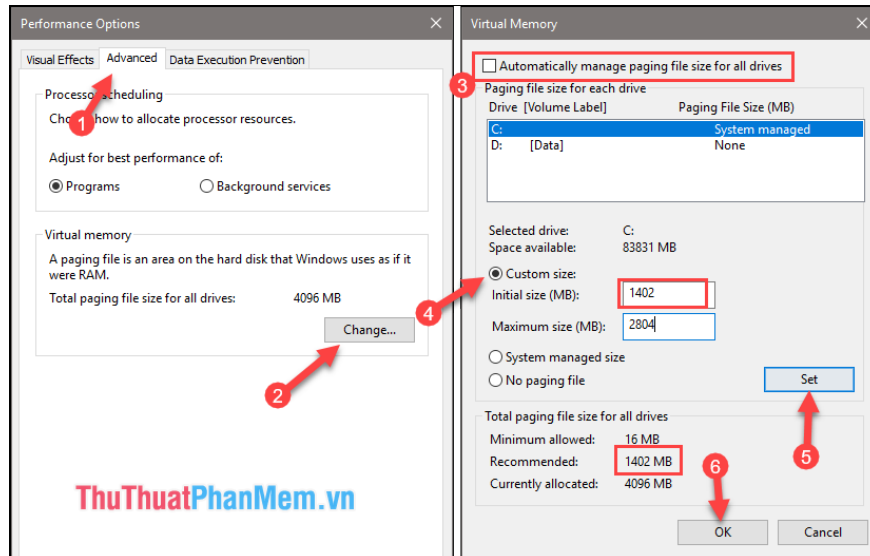 Performance Options
Visual Effects Advanced Data Execution Prevention
1
Processor scheduling
Choose how to allocate processor resources.
Adjust for best performance of:
Programs Background services
Virtual memory
A paging file is an area on the hard disk that Windows uses as if it
were RAM.
Total paging file size for all drives: 4096 MB
Change...
2
ThuThuatPhanMem.vn
Virtual Memory
Automatically manage paging file size for all drives
3
Paging file size for each drive
Drive [Volume Label] Paging File Size (MB)
C: System managed
D: [Data] None
Selected drive: C:
Space available: 83831 MB
Custom size:
4
Initial size (MB): 1402
Maximum size (MB): 2804
System managed size
No paging file Set
5
Total paging file size for all drives
Minimum allowed: 16 MB
Recommended: 1402 MB
Currently allocated: 4096 MB
6
OK Cancel